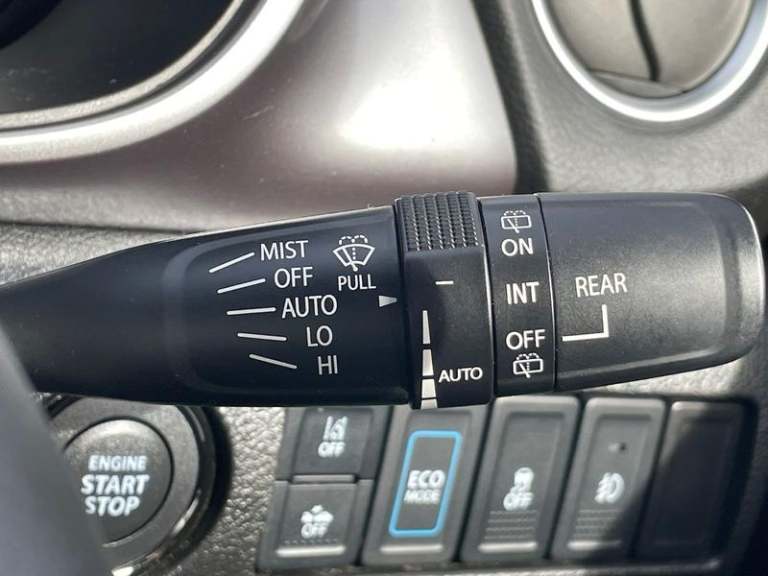 MIST
OFF
AUTO
LO
HI
PULL
AUTO
ON
INT
OFF
REAR
ENGINE
START
STOP
OFF
OFF
ECO
MODE
OFF